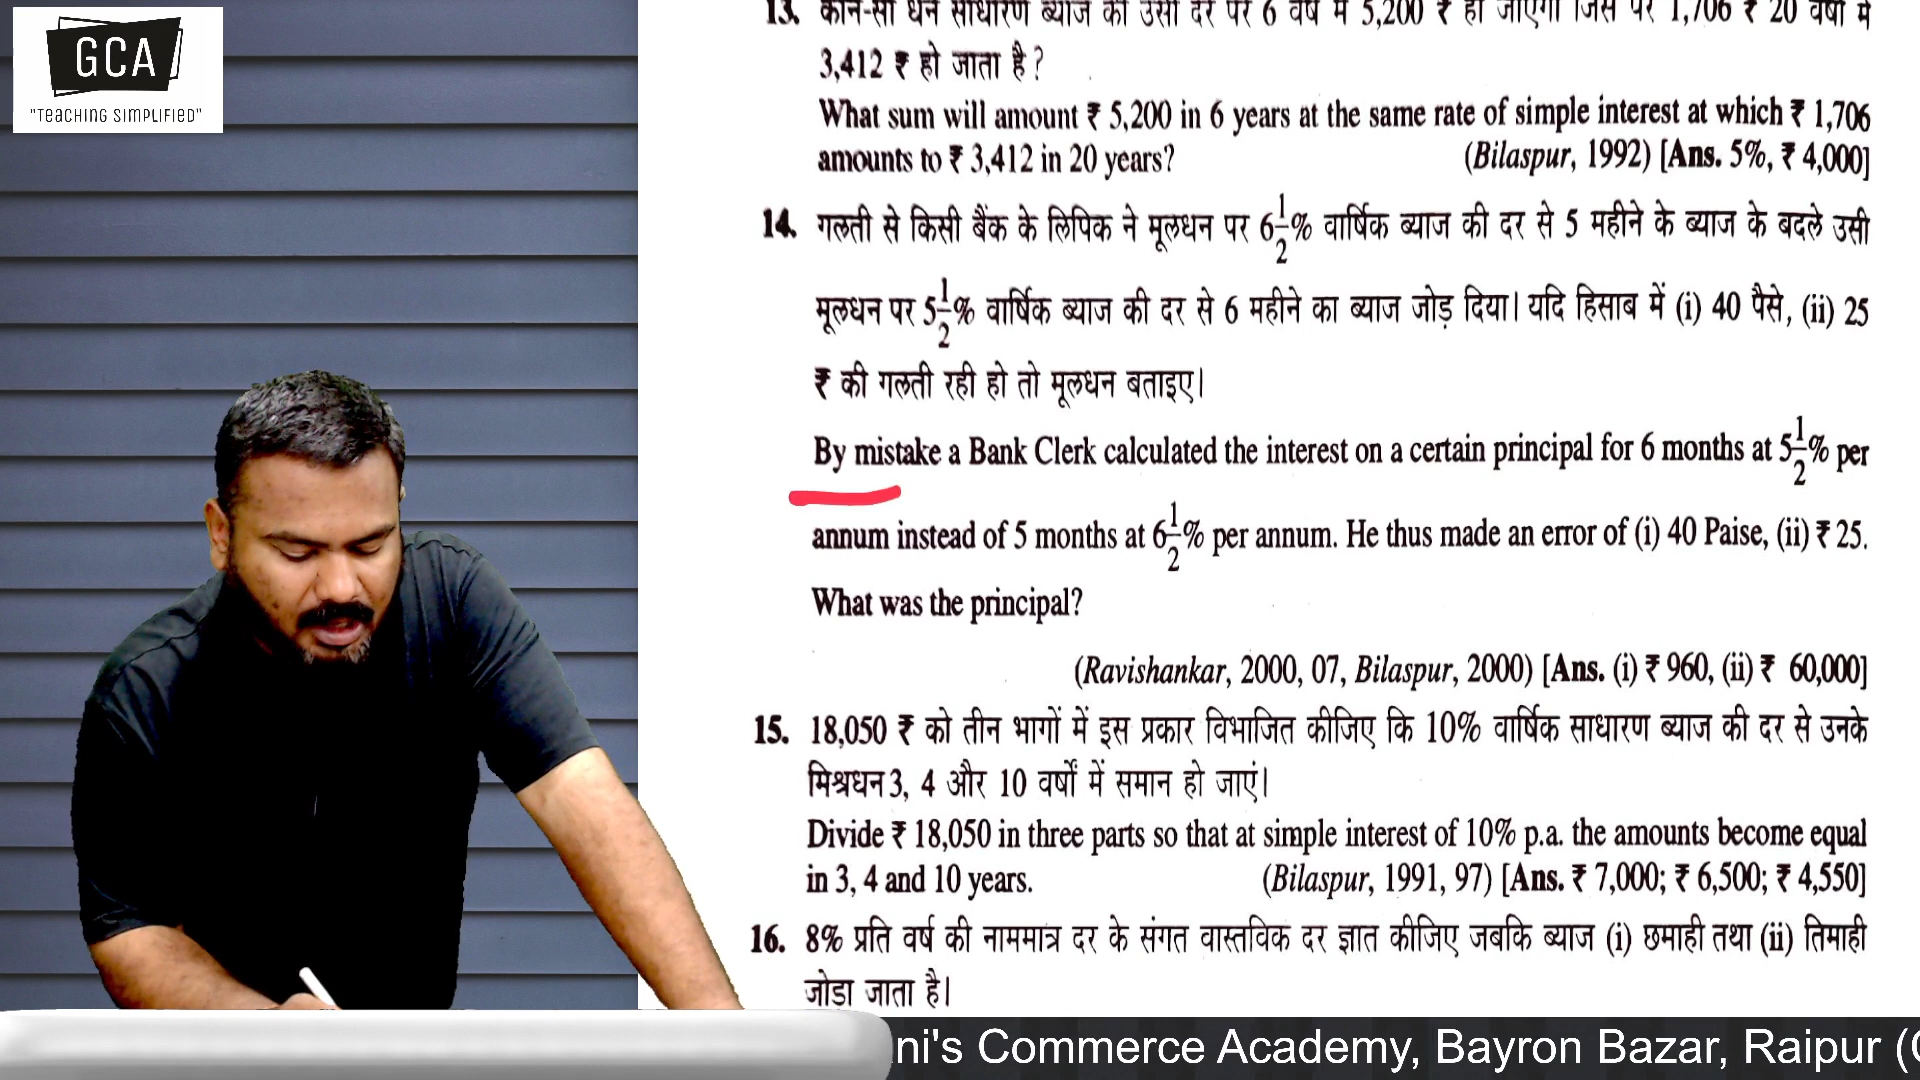 GCA
"TEACHING SIMPLIFIED"
13. कौन-सा धन साधारण ब्याज की उसी दर पर 6 वर्ष में 5,200 ₹ हो जाएगा जिस पर 1,706 ₹ 20 वर्षों में
3,412 ₹ हो जाता है?
What sum will amount ₹ 5,200 in 6 years at the same rate of simple interest at which ₹ 1,706
amounts to ₹ 3,412 in 20 years? (Bilaspur, 1992) [Ans. 5%, ₹ 4,000]
14. गलती से किसी बैंक के लिपिक ने मूलधन पर 6 1/2% वार्षिक ब्याज की दर से 5 महीने के ब्याज के बदले उसी
मूलधन पर 5 1/2% वार्षिक ब्याज की दर से 6 महीने का ब्याज जोड़ दिया। यदि हिसाब में (i) 40 पैसे, (ii) 25
₹ की गलती रही हो तो मूलधन बताइए।
By mistake a Bank Clerk calculated the interest on a certain principal for 6 months at 5 1/2% per
annum instead of 5 months at 6 1/2% per annum. He thus made an error of (i) 40 Paise, (ii) ₹ 25.
What was the principal?
(Ravishankar, 2000, 07, Bilaspur, 2000) [Ans. (i) ₹ 960, (ii) ₹ 60,000]
15. 18,050 ₹ को तीन भागों में इस प्रकार विभाजित कीजिए कि 10% वार्षिक साधारण ब्याज की दर से उनके
मिश्रधन 3, 4 और 10 वर्षों में समान हो जाएं।
Divide ₹ 18,050 in three parts so that at simple interest of 10% p.a. the amounts become equal
in 3, 4 and 10 years. (Bilaspur, 1991, 97) [Ans. ₹ 7,000; ₹ 6,500; ₹ 4,550]
16. 8% प्रति वर्ष की नाममात्र दर के संगत वास्तविक दर ज्ञात कीजिए जबकि ब्याज (i) छमाही तथा (ii) तिमाही
जोडा जाता है।
ni's Commerce Academy, Bayron Bazar, Raipur (